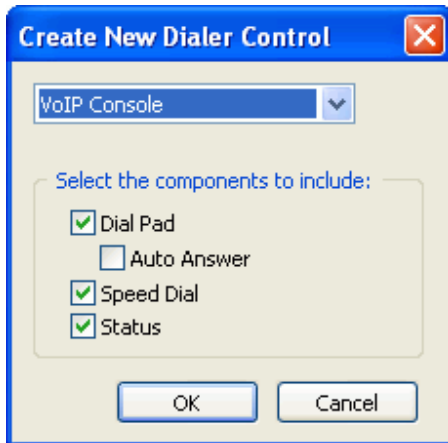 Create New Dialer Control
VoIP Console
Select the components to include:
Dial Pad
Auto Answer
Speed Dial
Status
OK Cancel